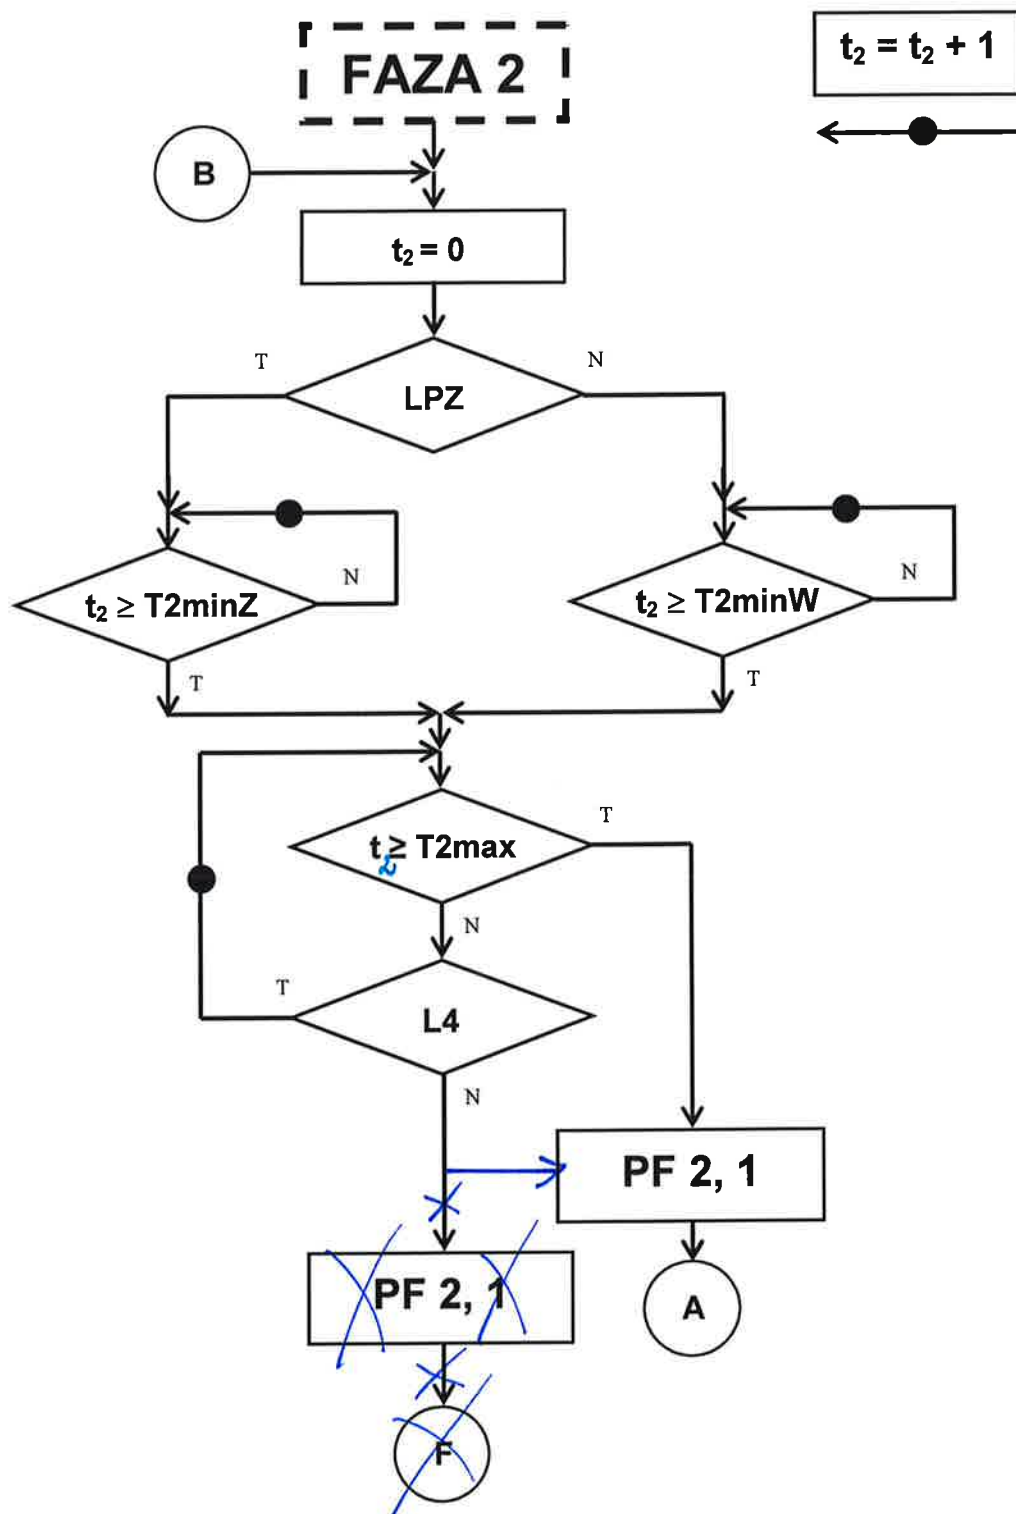 FAZA 2
t₂ = t₂ + 1
B
t₂ = 0
T
N
LPZ
N
N
t₂ ≥ T2minZ
t₂ ≥ T2minW
T
T
T
t₂ ≥ T2max
N
T
L4
N
PF 2, 1
PF 2, 1
A
F